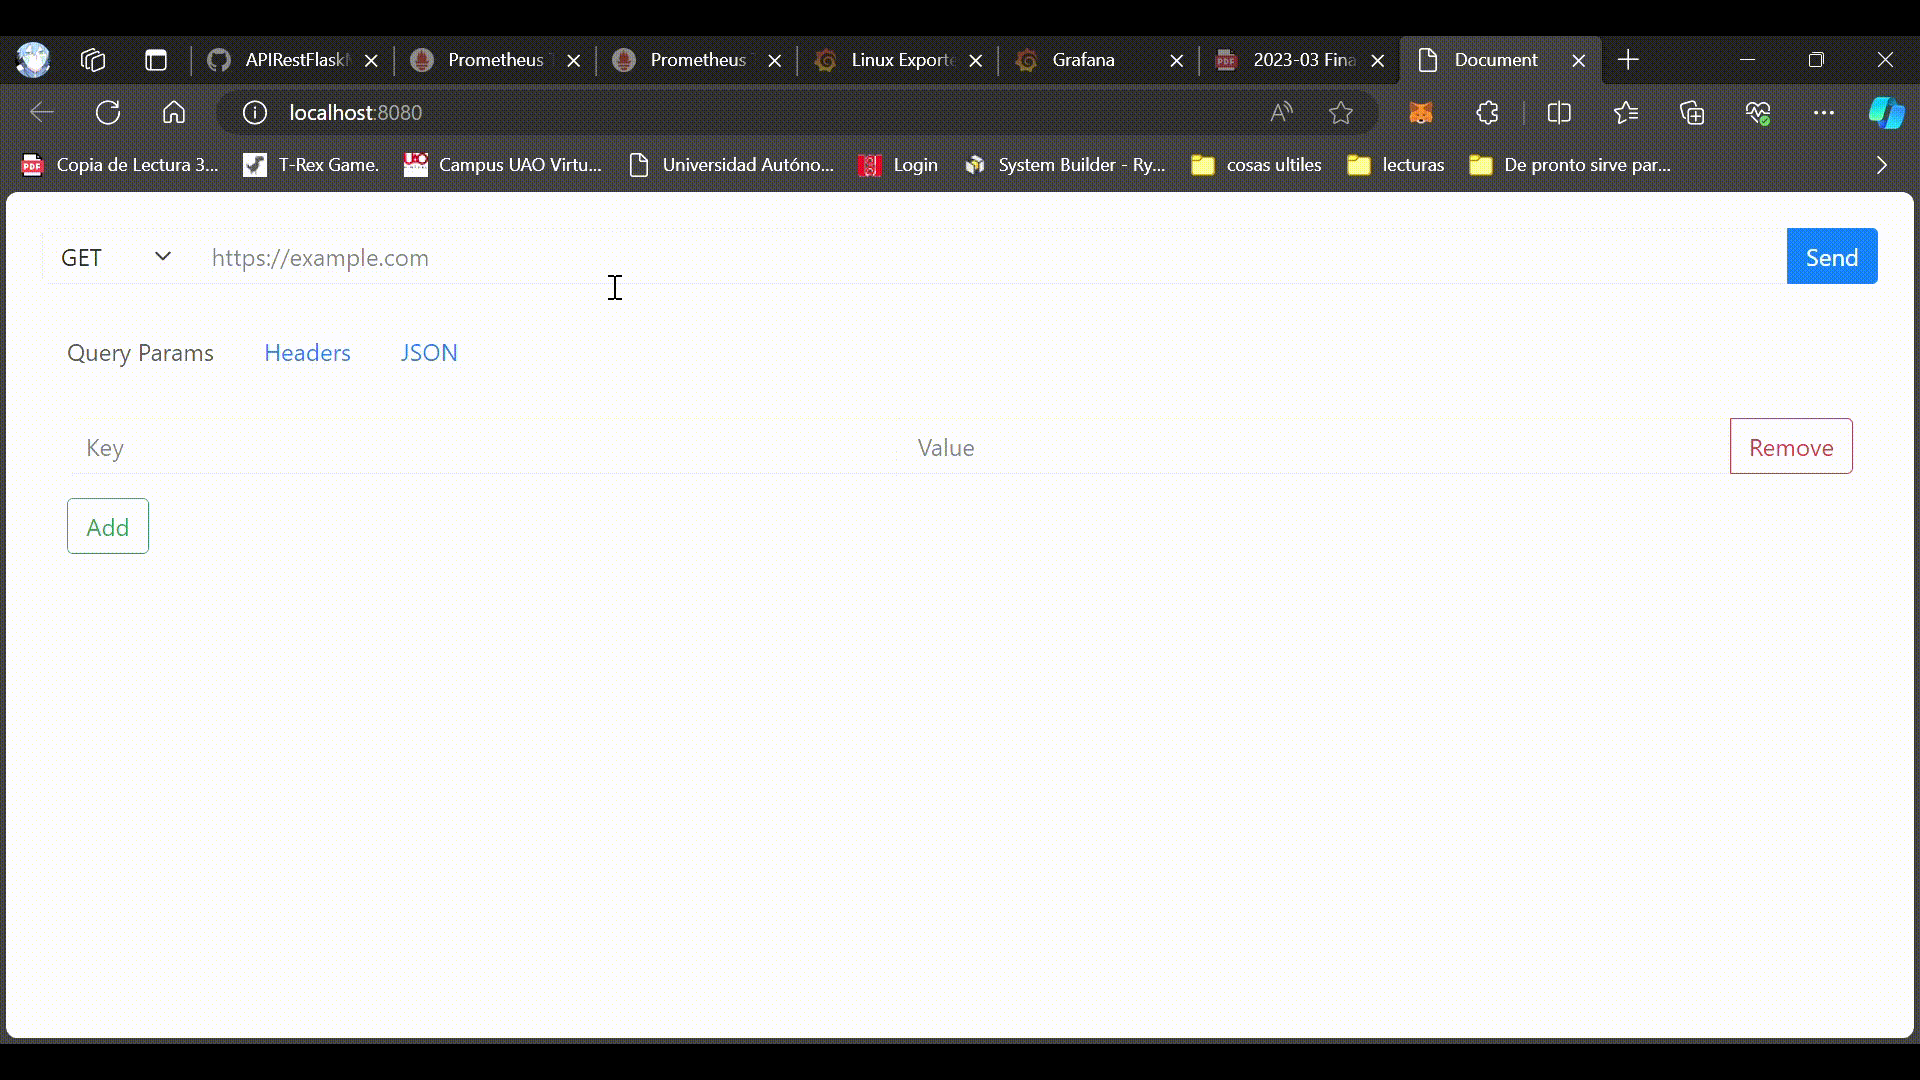 APIRestFlask Prometheus Prometheus Linux Exporte Grafana 2023-03 Fina Document
localhost:8080
Copia de Lectura 3... T-Rex Game. Campus UAO Virtu... Universidad Autóno... Login System Builder - Ry... cosas ultiles lecturas De pronto sirve par...
GET https://example.com Send
Query Params Headers JSON
Key Value Remove
Add